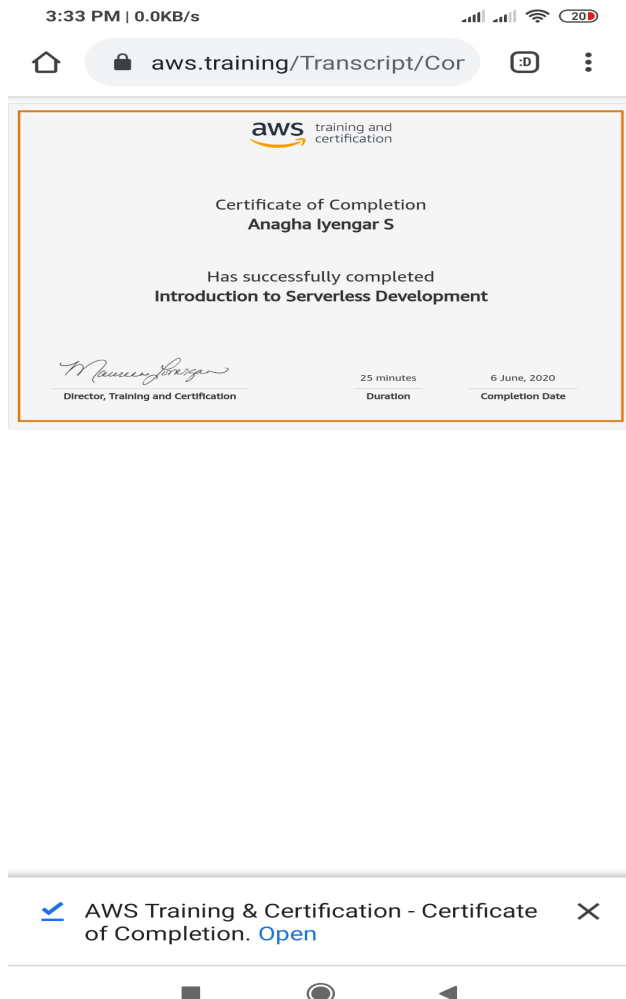 3:33 PM | 0.0KB/s
20
aws.training/Transcript/Cor
:D
aws training and
certification
Certificate of Completion
Anagha Iyengar S
Has successfully completed
Introduction to Serverless Development
Maureen Lonergan
25 minutes
6 June, 2020
Director, Training and Certification
Duration
Completion Date
AWS Training & Certification - Certificate
of Completion. Open